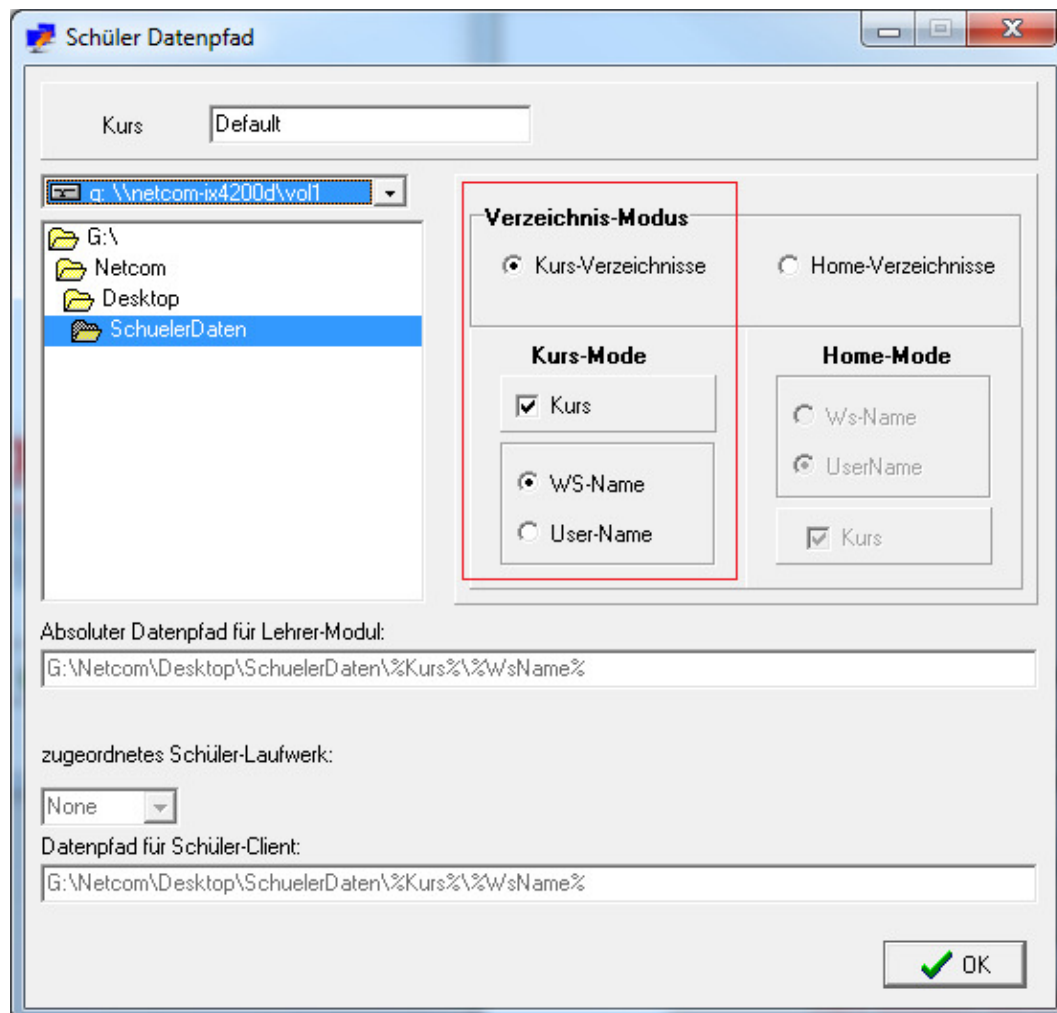 Schüler Datenpfad
Kurs
Default
g: \\netcom-ix4200d\vol1
G:\
Netcom
Desktop
SchuelerDaten
Verzeichnis-Modus
Kurs-Verzeichnisse
Home-Verzeichnisse
Kurs-Mode
Kurs
WS-Name
User-Name
Home-Mode
Ws-Name
UserName
Kurs
Absoluter Datenpfad für Lehrer-Modul:
G:\Netcom\Desktop\SchuelerDaten\%Kurs%\%WsName%
zugeordnetes Schüler-Laufwerk:
None
Datenpfad für Schüler-Client:
G:\Netcom\Desktop\SchuelerDaten\%Kurs%\%WsName%
OK